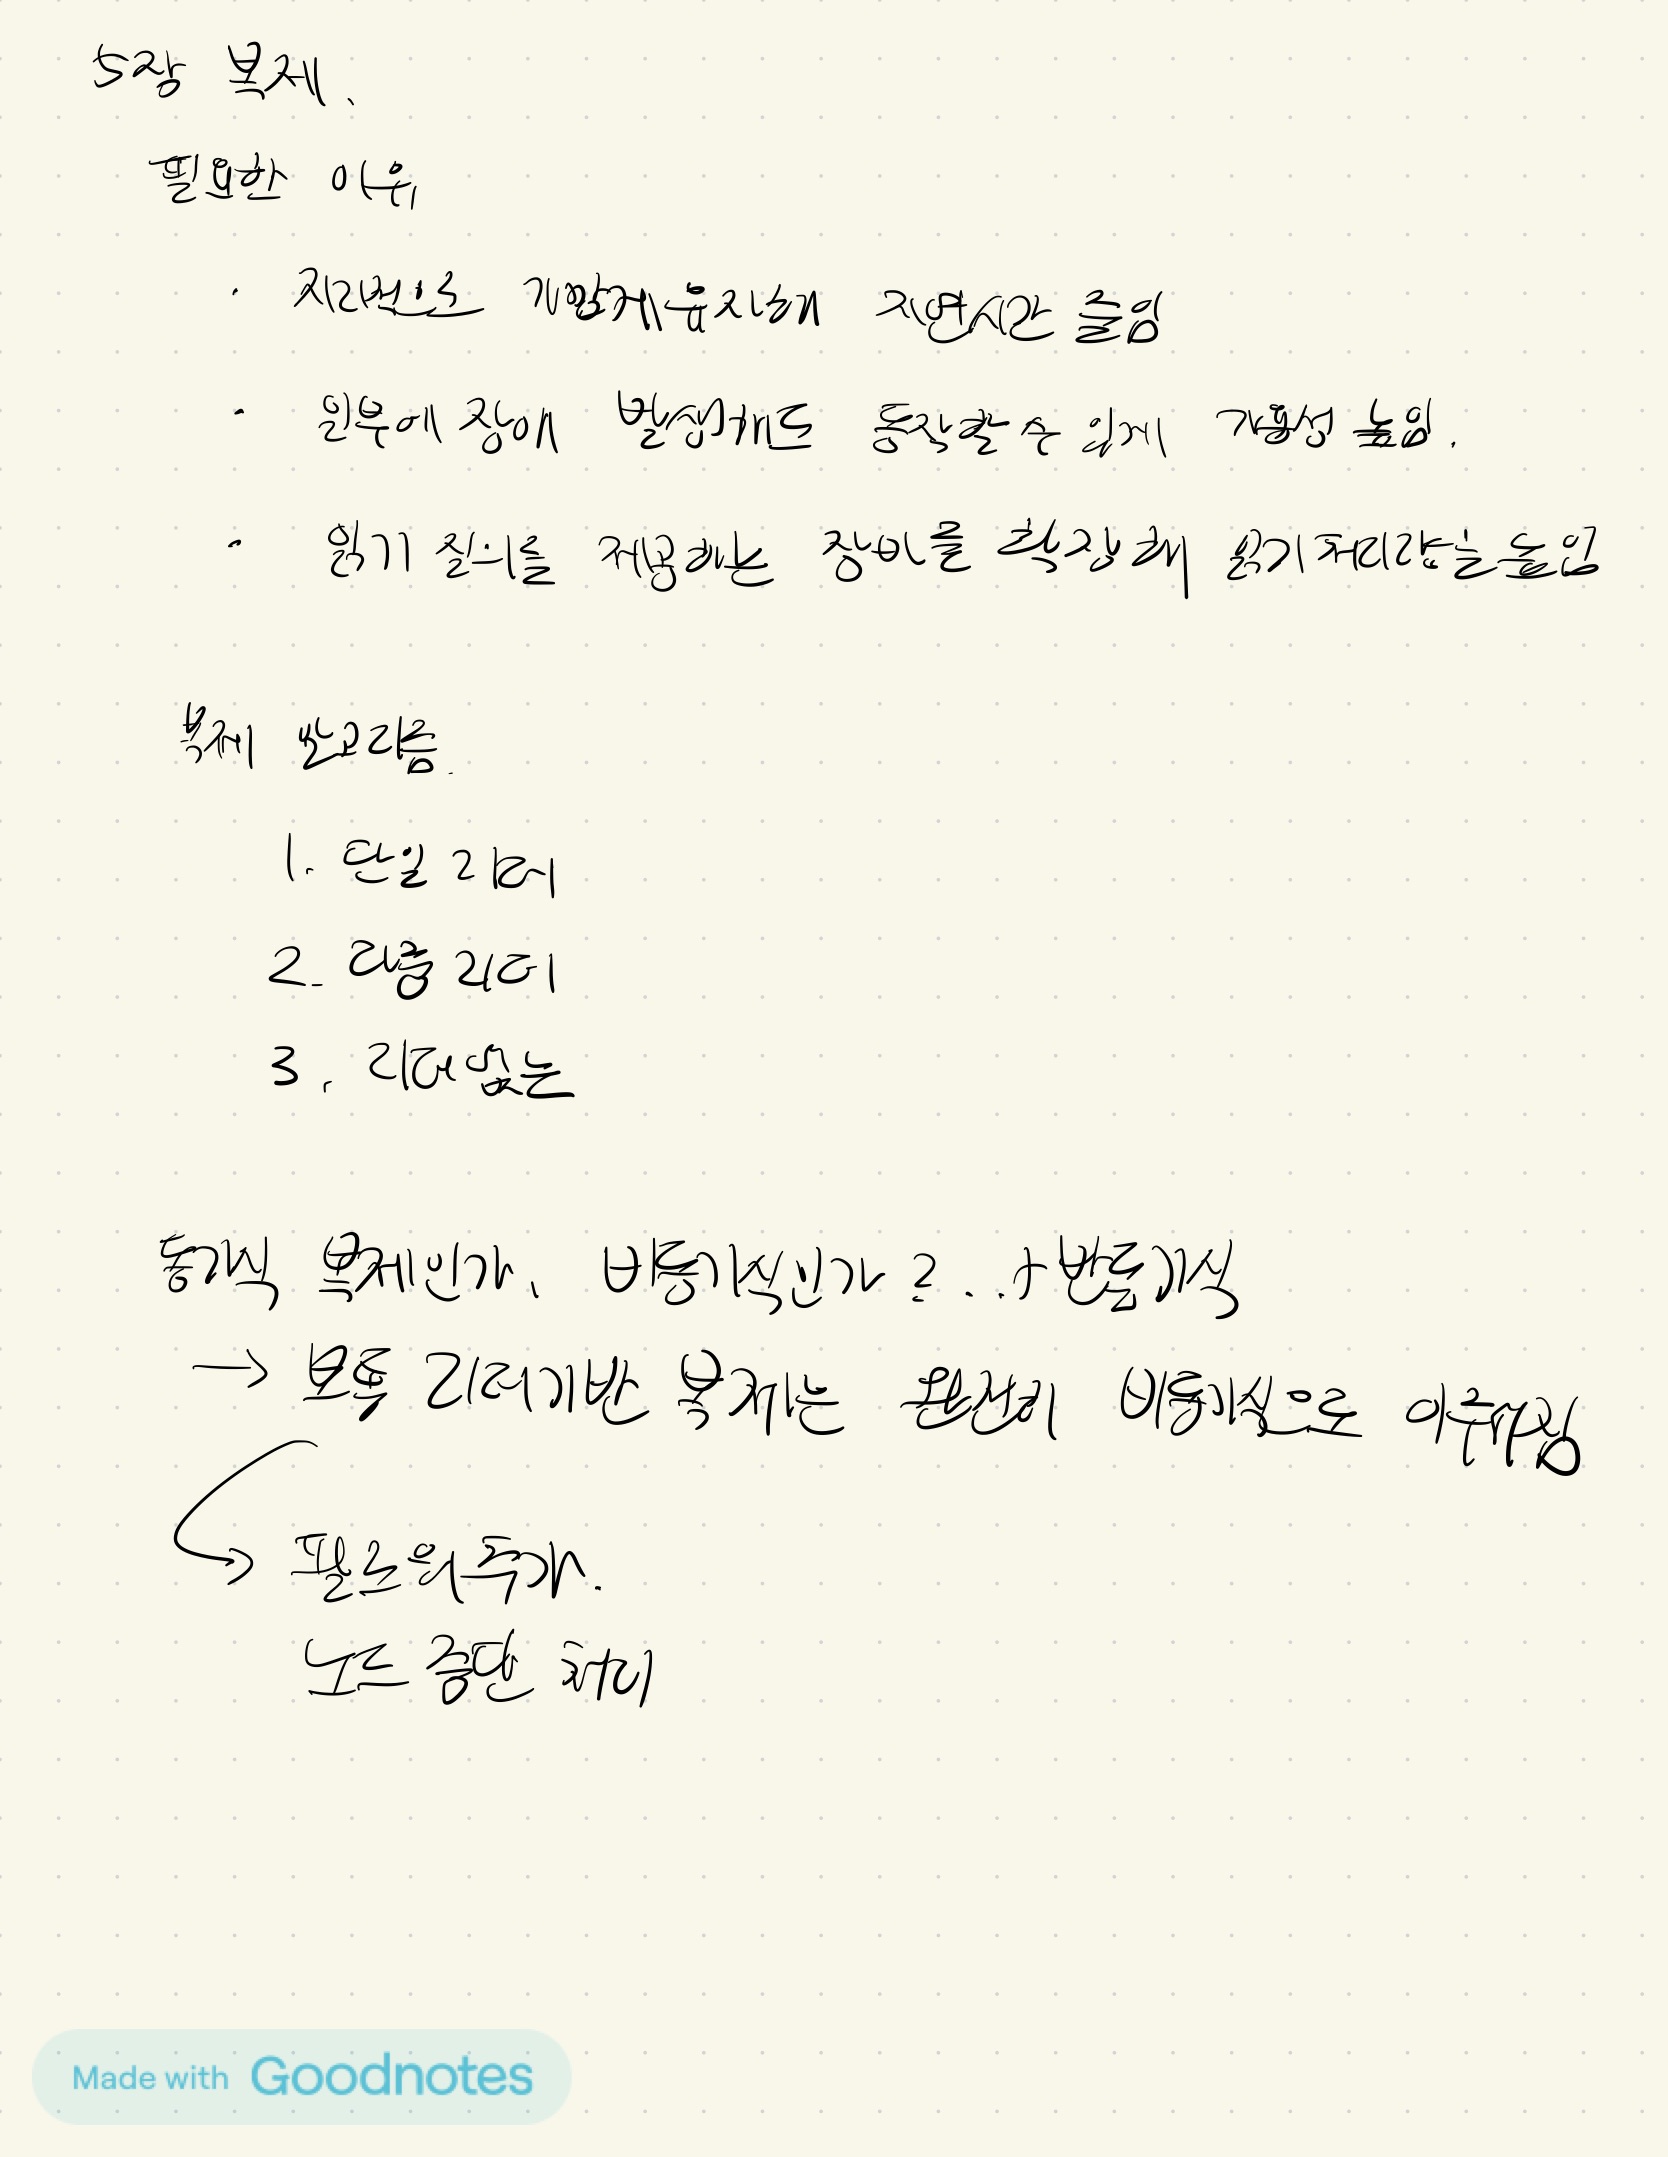 5장 복제.
필요한 이유
· 지리적으로 가깝게 유지해 지연시간 줄임
· 일부에 장애 발생해도 동작할 수 있게 가용성 높임.
· 읽기 질의를 제공하는 장비를 확장해 읽기 처리량을 높임
복제 알고리즘.
1. 단일 리더
2. 다중 리더
3. 리더 없는
동기식 복제인가, 비동기식인가?..+반동기식
→ 보통 리더기반 복제는 완전히 비동기식으로 이루어짐
→ 팔로워 추가.
노드 중단 처리
Made with Goodnotes